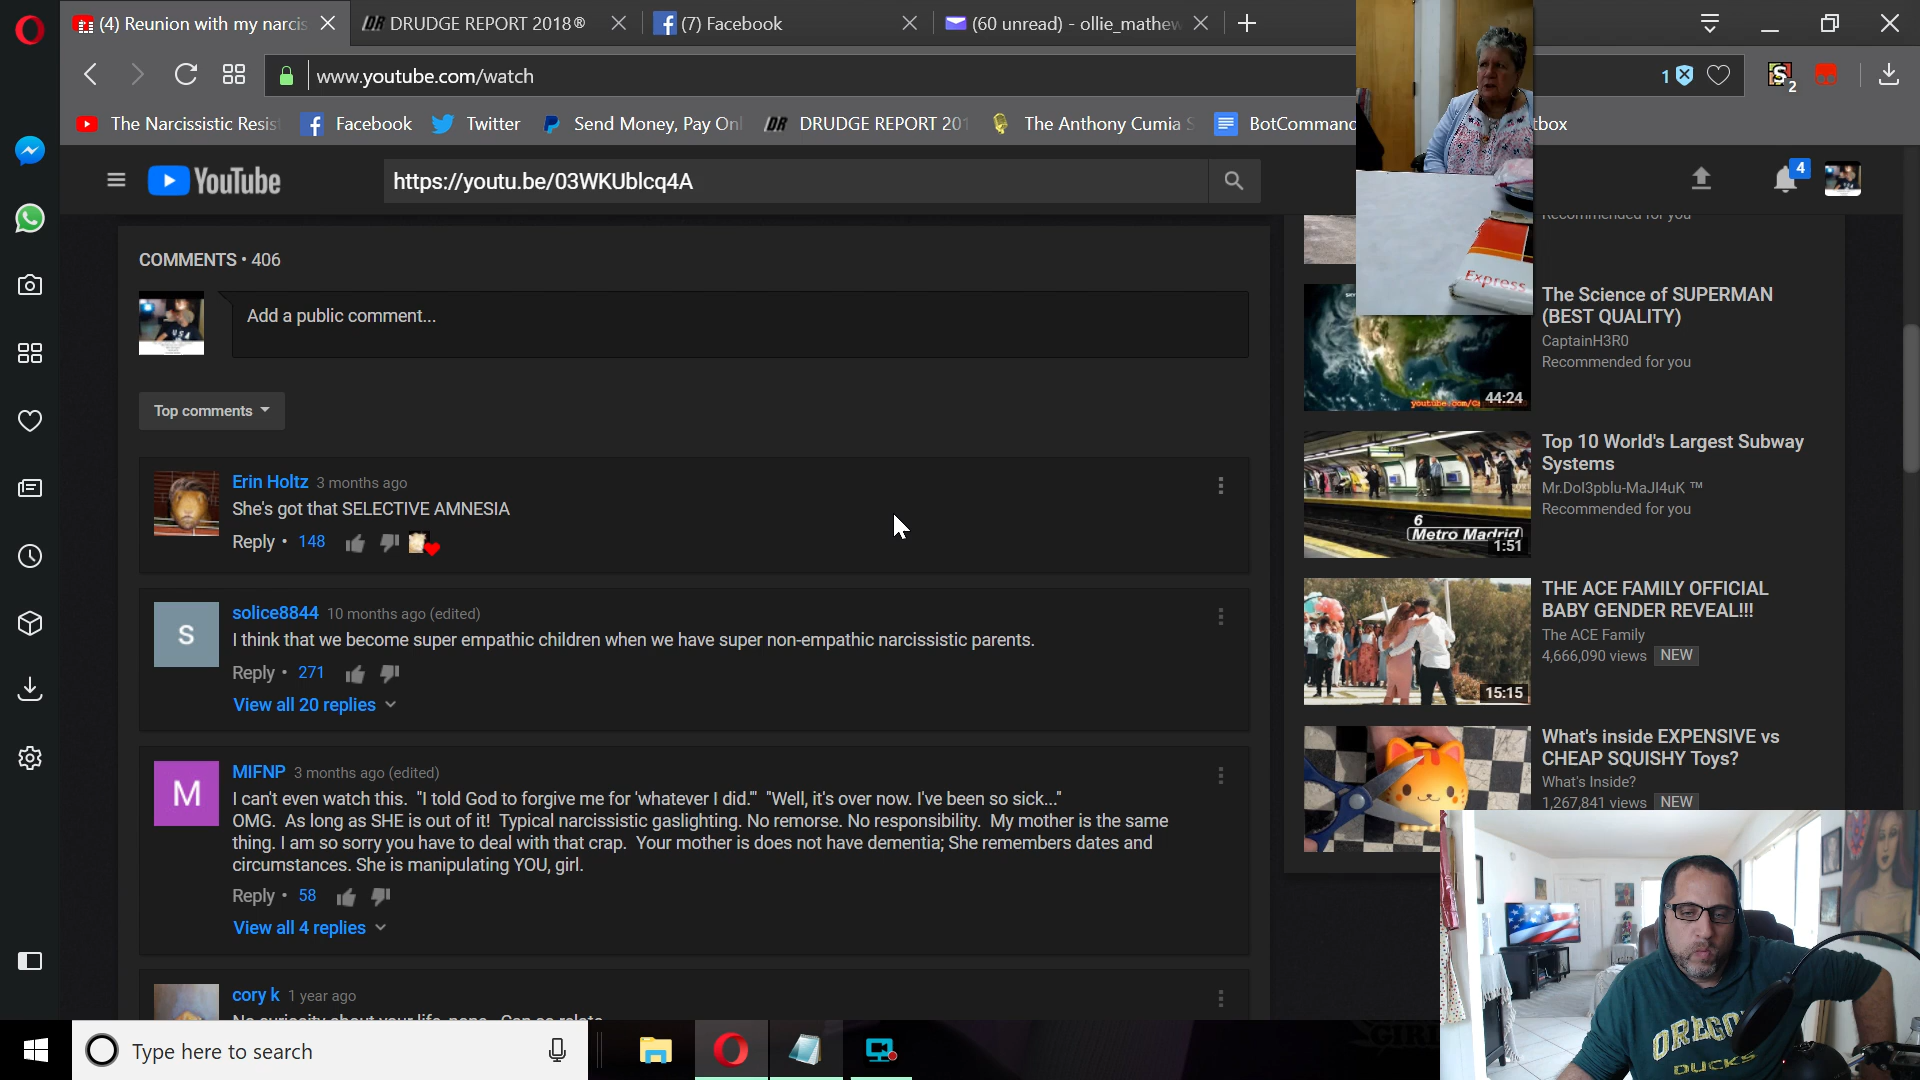 (4) Reunion with my narcis
DRUDGE REPORT 2018®
(7) Facebook
(60 unread) - ollie_mathew
www.youtube.com/watch
1
2
The Narcissistic Resis
Facebook
Twitter
Send Money, Pay Onl
DRUDGE REPORT 201
The Anthony Cumia S
BotCommand
tbox
YouTube
https://youtu.be/03WKUblcq4A
4
Express
COMMENTS • 406
Add a public comment...
Top comments
Erin Holtz 3 months ago
She's got that SELECTIVE AMNESIA
Reply • 148
solice8844 10 months ago (edited)
S
I think that we become super empathic children when we have super non-empathic narcissistic parents.
Reply • 271
View all 20 replies
MIFNP 3 months ago (edited)
M
I can't even watch this. "I told God to forgive me for 'whatever I did.'" "Well, it's over now. I've been so sick..."
OMG. As long as SHE is out of it! Typical narcissistic gaslighting. No remorse. No responsibility. My mother is the same
thing. I am so sorry you have to deal with that crap. Your mother is does not have dementia; She remembers dates and
circumstances. She is manipulating YOU, girl.
Reply • 58
View all 4 replies
cory k 1 year ago
Recommended for you
The Science of SUPERMAN
(BEST QUALITY)
CaptainH3R0
Recommended for you
44:24
Top 10 World's Largest Subway
Systems
Mr.Dol3pblu-MaJl4uK ™
Recommended for you
6
Metro Madrid
1:51
THE ACE FAMILY OFFICIAL
BABY GENDER REVEAL!!!
The ACE Family
4,666,090 views NEW
15:15
What's inside EXPENSIVE vs
CHEAP SQUISHY Toys?
What's Inside?
1,267,841 views NEW
OREGO
DUCKS
Type here to search